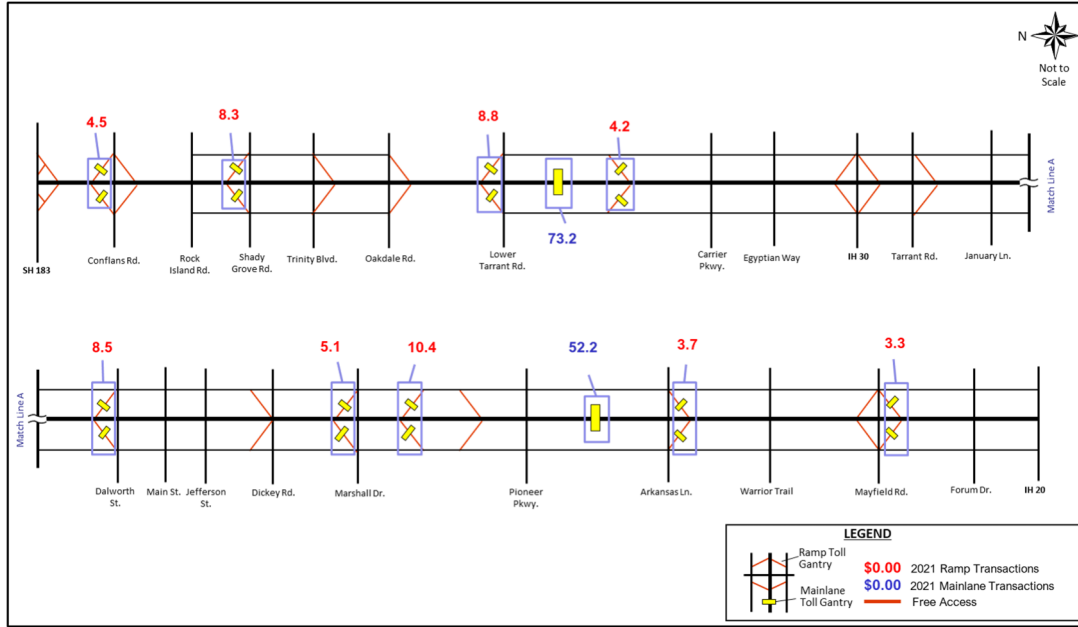 N
Not to
Scale
4.5
8.3
8.8
4.2
73.2
Match Line A
SH 183
Conflans Rd.
Rock
Island Rd.
Shady
Grove Rd.
Trinity Blvd.
Oakdale Rd.
Lower
Tarrant Rd.
Carrier
Pkwy.
Egyptian Way
IH 30
Tarrant Rd.
January Ln.
8.5
5.1
10.4
52.2
3.7
3.3
Match Line A
Dalworth
St.
Main St.
Jefferson
St.
Dickey Rd.
Marshall Dr.
Pioneer
Pkwy.
Arkansas Ln.
Warrior Trail
Mayfield Rd.
Forum Dr.
IH 20
LEGEND
Ramp Toll
Gantry
Mainlane
Toll Gantry
$0.00 2021 Ramp Transactions
$0.00 2021 Mainlane Transactions
Free Access